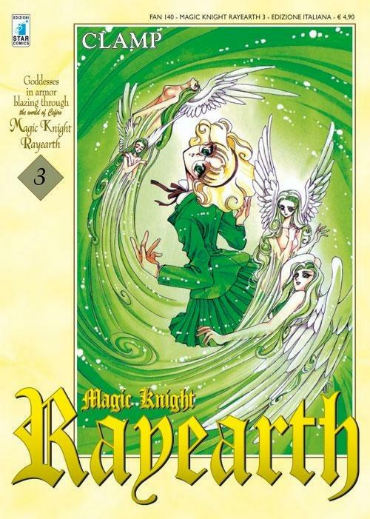 EDIZIONI
STAR
COMICS
FAN 140 - MAGIC KNIGHT RAYEARTH 3 - EDIZIONE ITALIANA - € 4,90
CLAMP
Goddesses
in armor
blazing through
the world of Cefiro
Magic Knight
Rayearth
3
Magic Knight
Rayearth